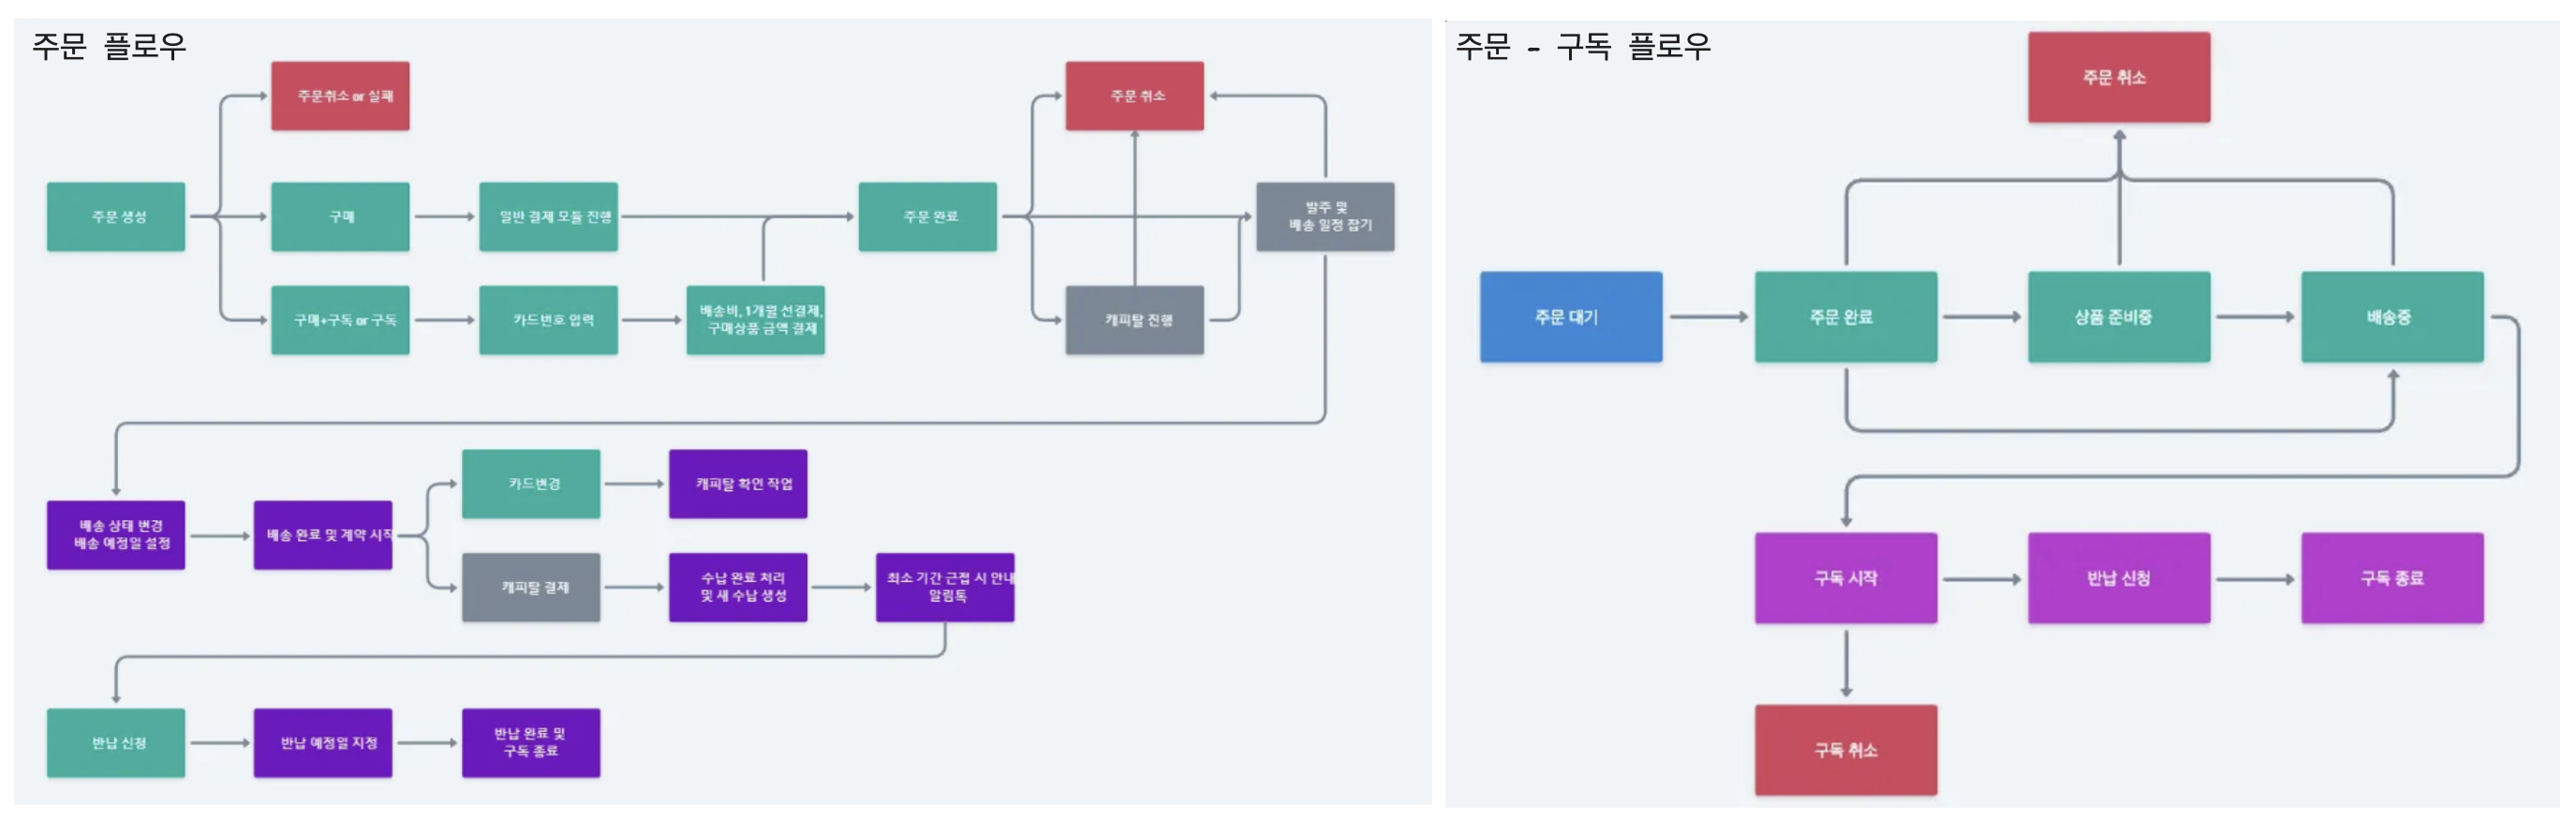 주문 플로우
주문취소 or 실패
주문 취소
주문 생성
구매
일반 결제 모듈 진행
주문 완료
발주 및
배송 일정 잡기
구매+구독 or 구독
카드번호 입력
배송비, 1개월 선결제,
구매상품 금액 결제
캐피탈 진행
카드변경
캐피탈 확인 작업
배송 상태 변경
배송 예정일 설정
배송 완료 및 계약 시작
캐피탈 결제
수납 완료 처리
및 새 수납 생성
최소 기간 근접 시 안내
알림톡
반납 신청
반납 예정일 지정
반납 완료 및
구독 종료
주문 - 구독 플로우
주문 취소
주문 대기
주문 완료
상품 준비중
배송중
구독 시작
반납 신청
구독 종료
구독 취소